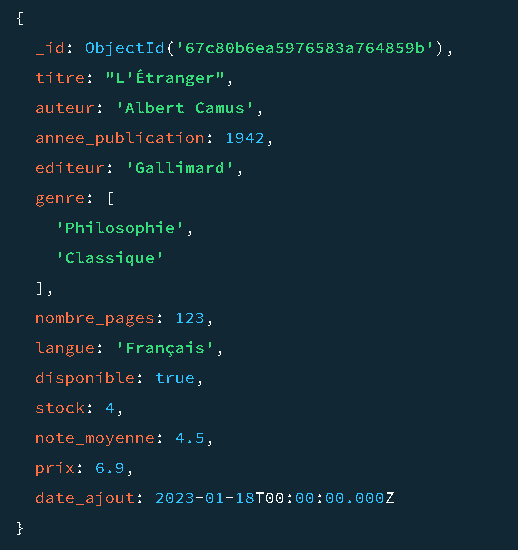 {
_id: ObjectId('67c80b6ea5976583a764859b'),
titre: "L'Étranger",
auteur: 'Albert Camus',
annee_publication: 1942,
editeur: 'Gallimard',
genre: [
'Philosophie',
'Classique'
],
nombre_pages: 123,
langue: 'Français',
disponible: true,
stock: 4,
note_moyenne: 4.5,
prix: 6.9,
date_ajout: 2023-01-18T00:00:00.000Z
}